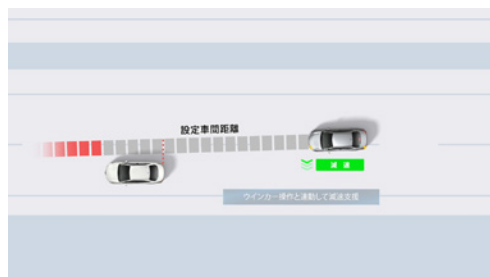 設定車間距離
減速
ウインカー操作と連動して減速支援